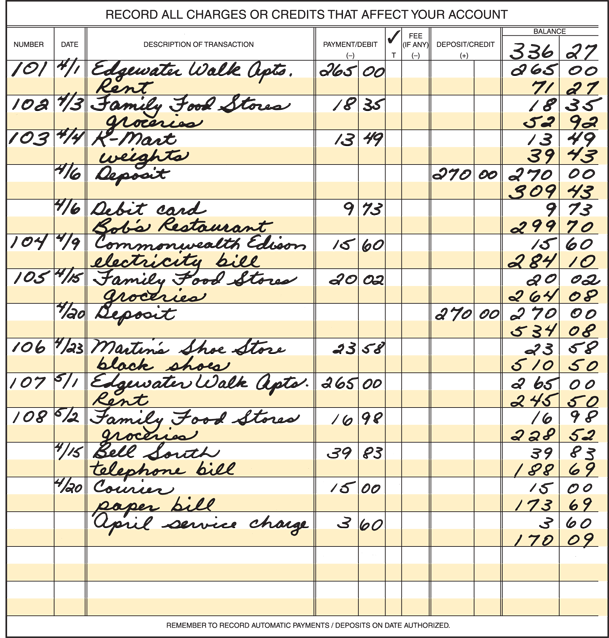 RECORD ALL CHARGES OR CREDITS THAT AFFECT YOUR ACCOUNT
NUMBER DATE DESCRIPTION OF TRANSACTION PAYMENT/DEBIT (–) ✓ T FEE (IF ANY) (–) DEPOSIT/CREDIT (+) BALANCE
336 27
101 4/1 Edgewater Walk Apts. 265 00 265 00
Rent 71 27
102 4/3 Family Food Stores 18 35 18 35
groceries 52 92
103 4/4 K-Mart 13 49 13 49
weights 39 43
4/6 Deposit 270 00 270 00
309 43
4/6 Debit card 9 73 9 73
Bob's Restaurant 299 70
104 4/9 Commonwealth Edison 15 60 15 60
electricity bill 284 10
105 4/15 Family Food Stores 20 02 20 02
groceries 264 08
4/20 Deposit 270 00 270 00
534 08
106 4/23 Martin's Shoe Store 23 58 23 58
black shoes 510 50
107 5/1 Edgewater Walk Apts. 265 00 265 00
Rent 245 50
108 5/2 Family Food Stores 16 98 16 98
groceries 228 52
4/15 Bell South 39 83 39 83
telephone bill 188 69
4/20 Courier 15 00 15 00
paper bill 173 69
April service charge 3 60 3 60
170 09
REMEMBER TO RECORD AUTOMATIC PAYMENTS / DEPOSITS ON DATE AUTHORIZED.